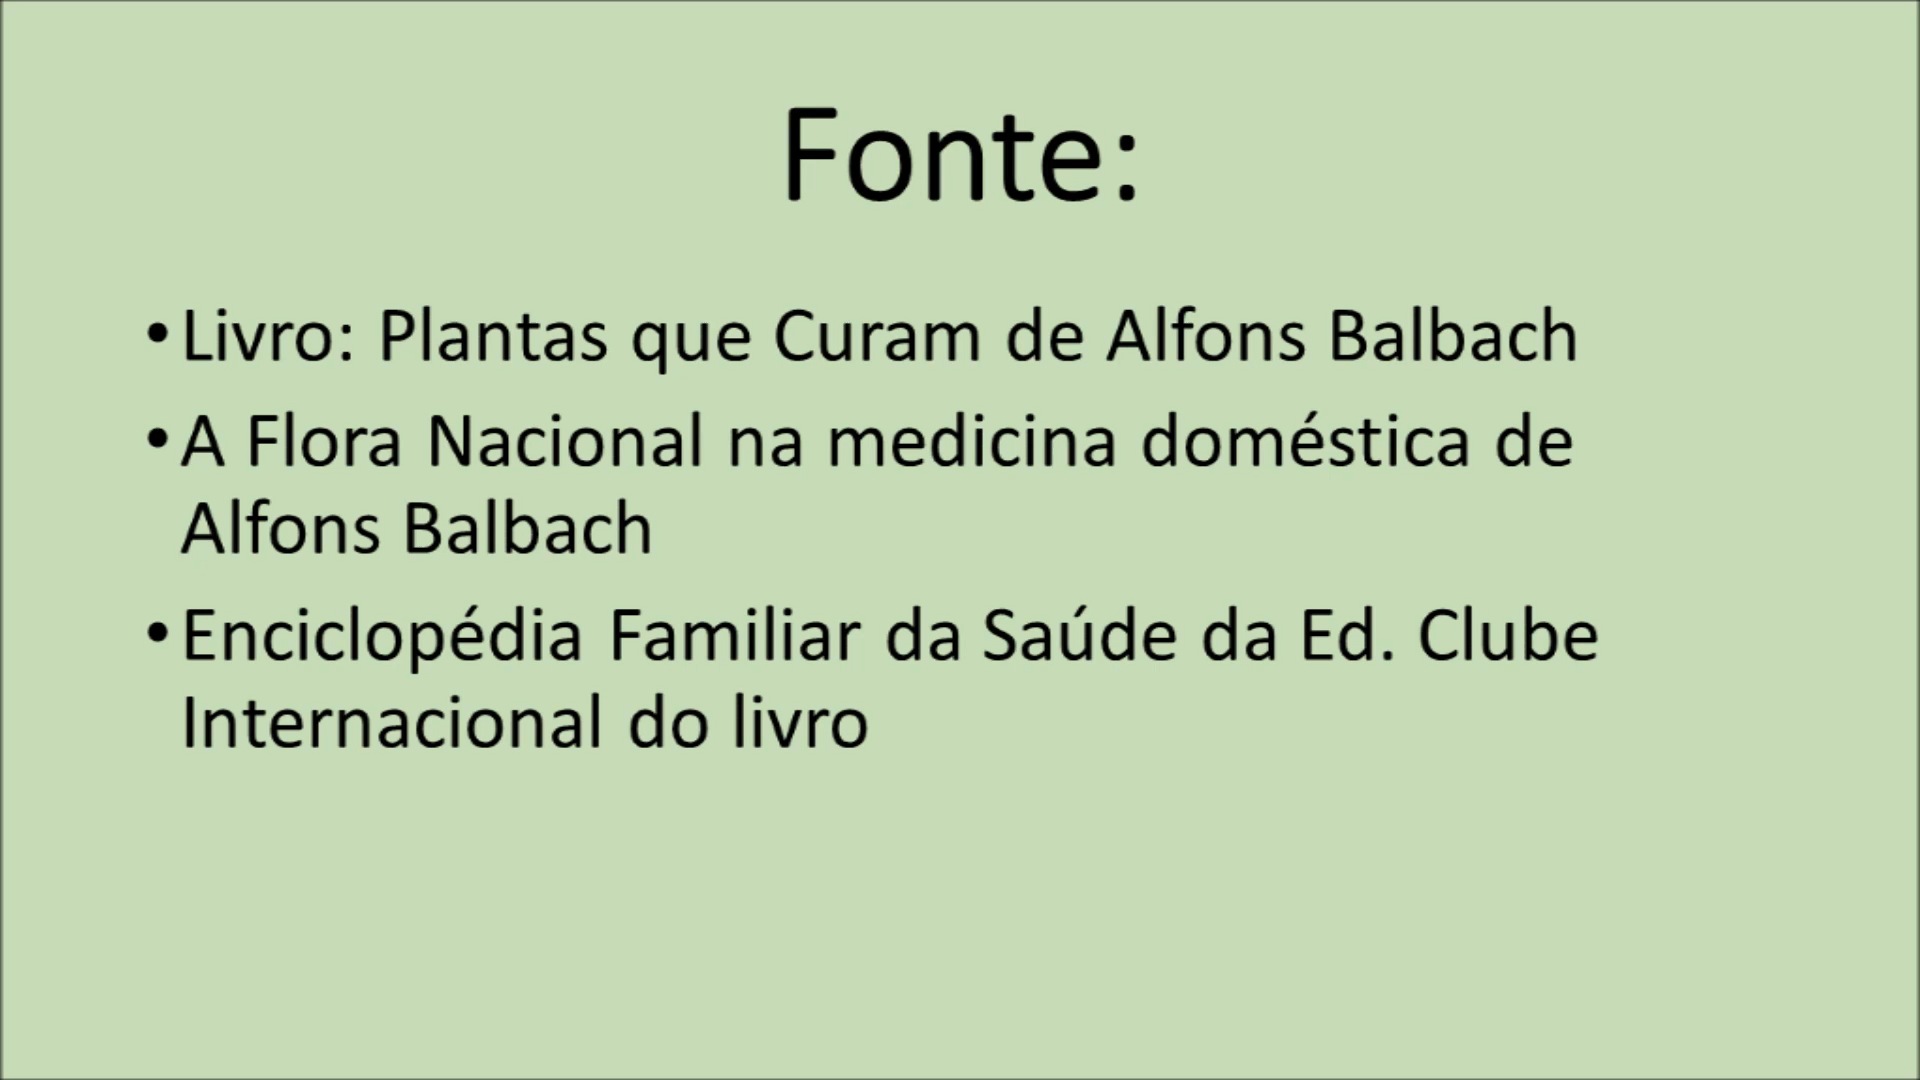 Fonte:
•Livro: Plantas que Curam de Alfons Balbach
•A Flora Nacional na medicina doméstica de
Alfons Balbach
•Enciclopédia Familiar da Saúde da Ed. Clube
Internacional do livro